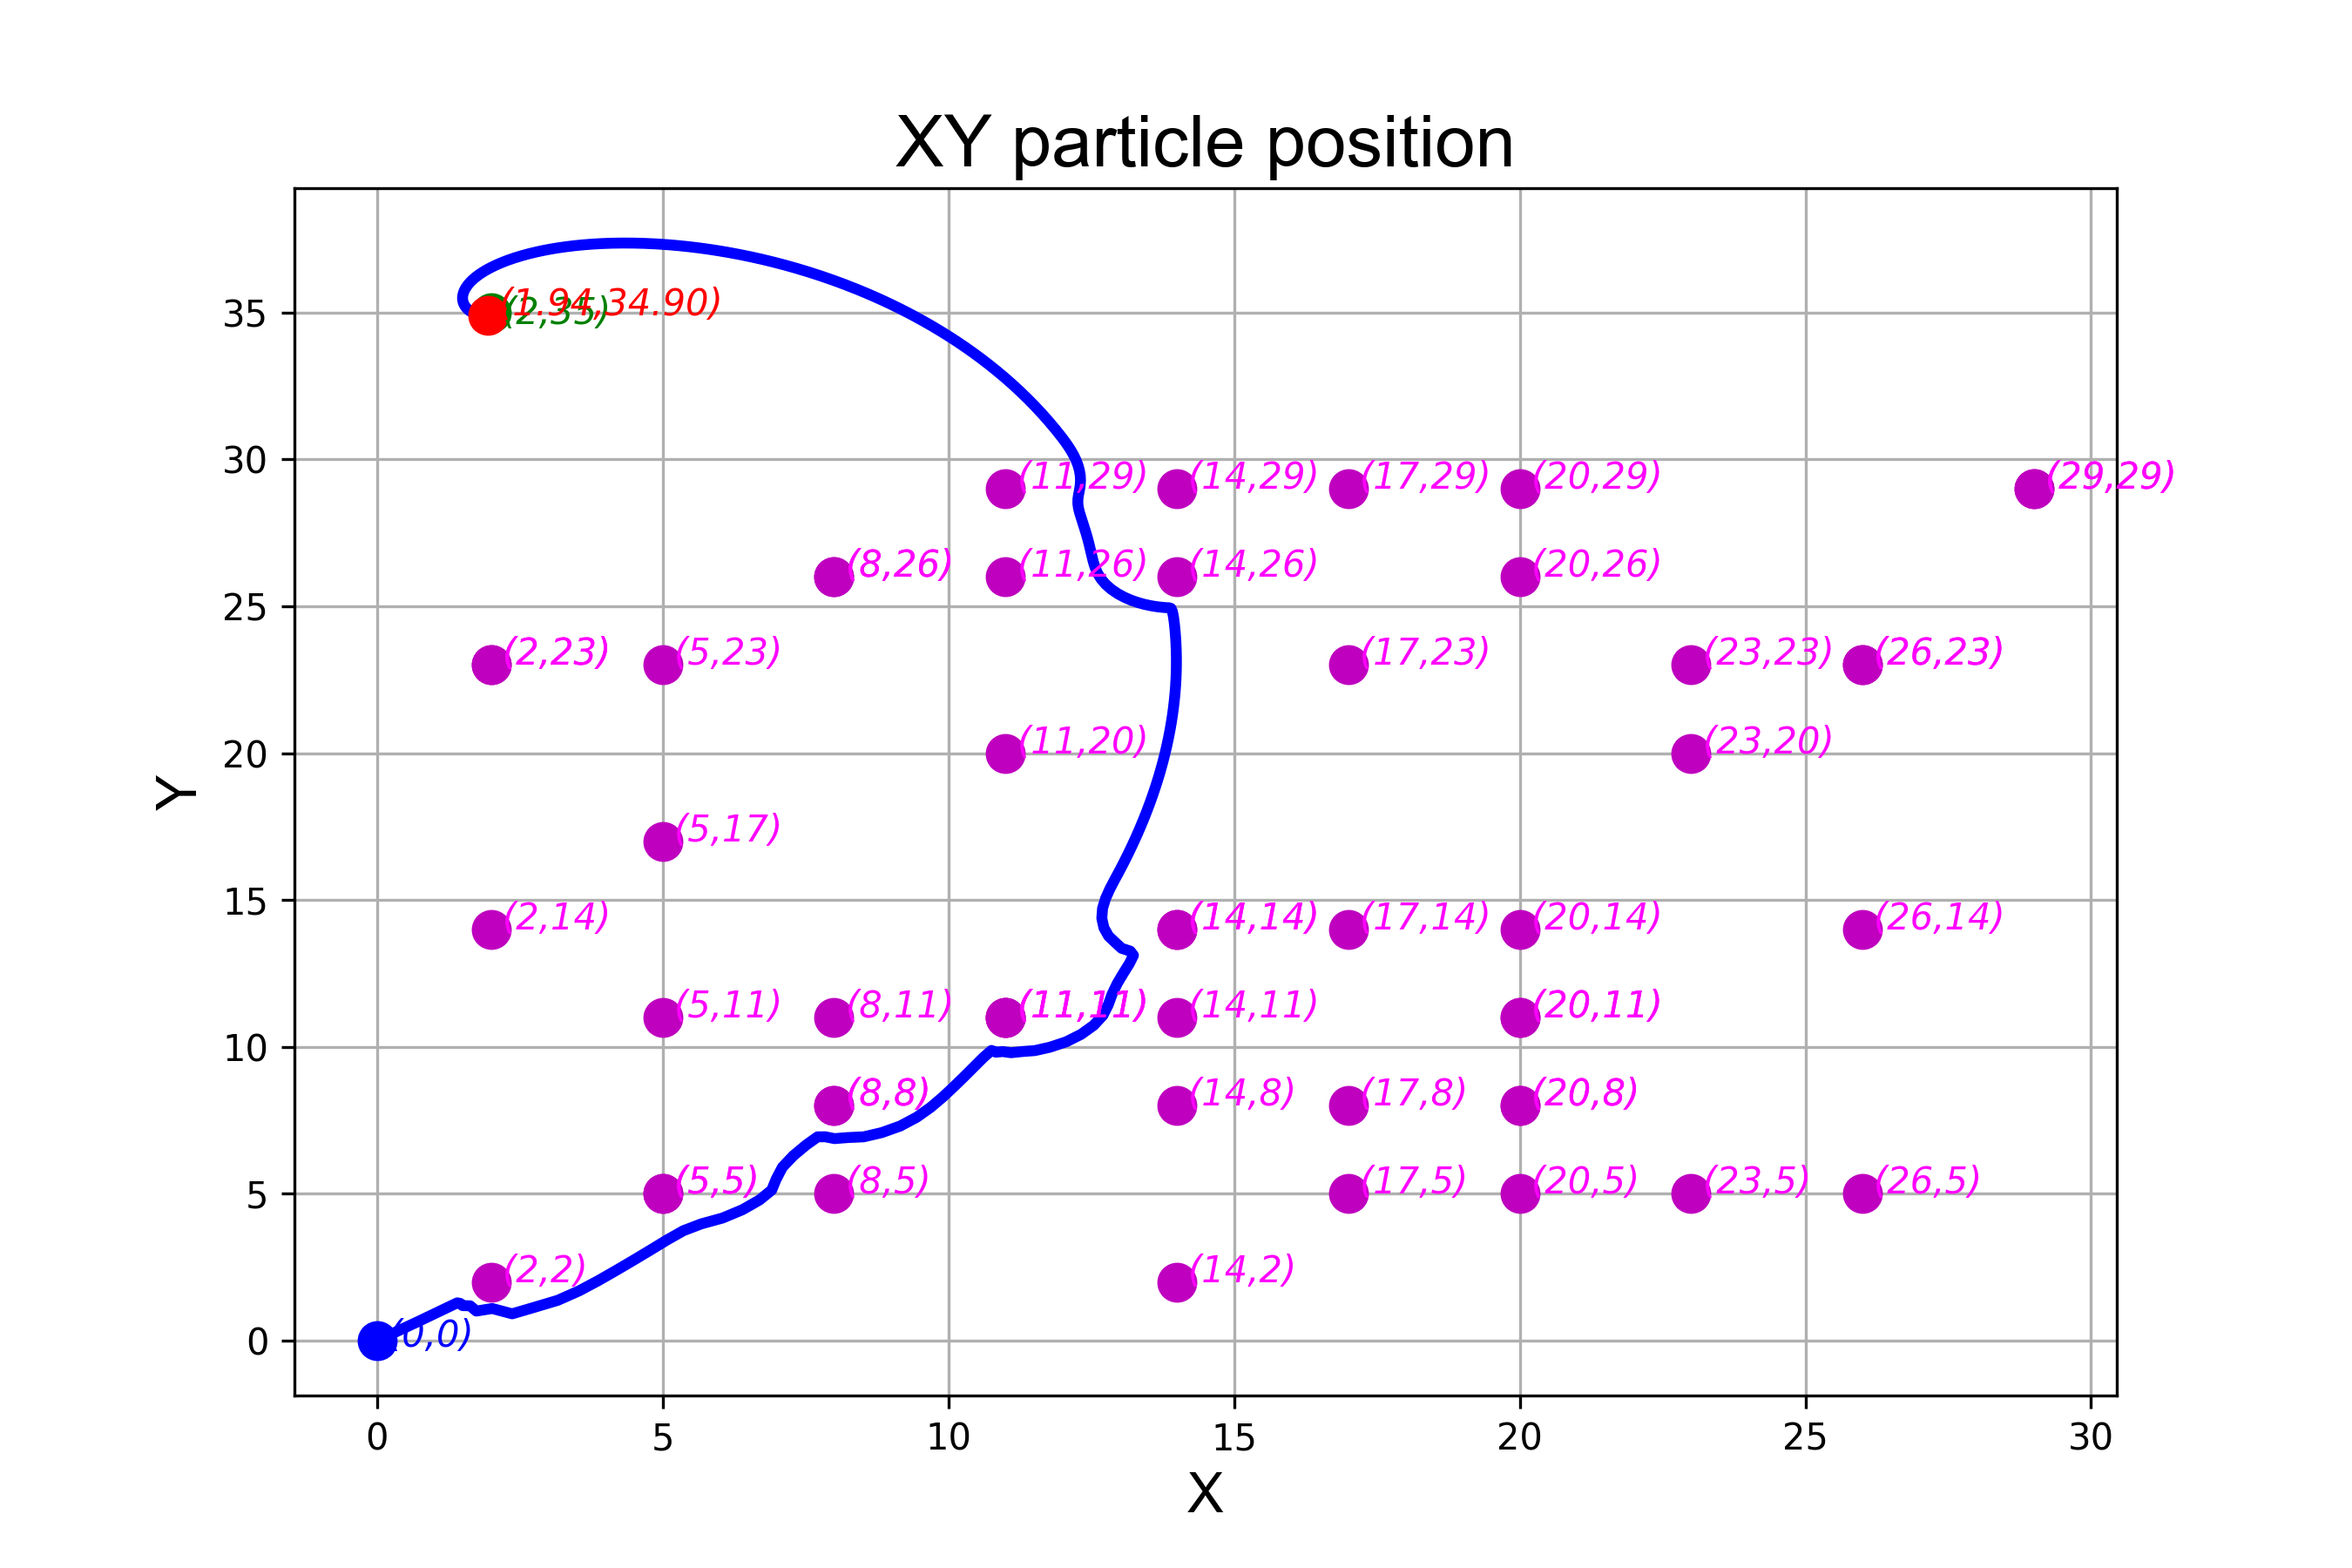 XY particle position
35
(1.94,34.90)
(2,35)
30
(11,29) (14,29) (17,29) (20,29) (29,29)
(8,26) (11,26) (14,26) (20,26)
25
(2,23) (5,23) (17,23) (23,23) (26,23)
20
(11,20) (23,20)
Y
(5,17)
15
(2,14) (14,14) (17,14) (20,14) (26,14)
(5,11) (8,11) (11,11) (14,11) (20,11)
10
(8,8) (14,8) (17,8) (20,8)
5
(5,5) (8,5) (17,5) (20,5) (23,5) (26,5)
(2,2) (14,2)
0
(0,0)
0 5 10 15 20 25 30
X